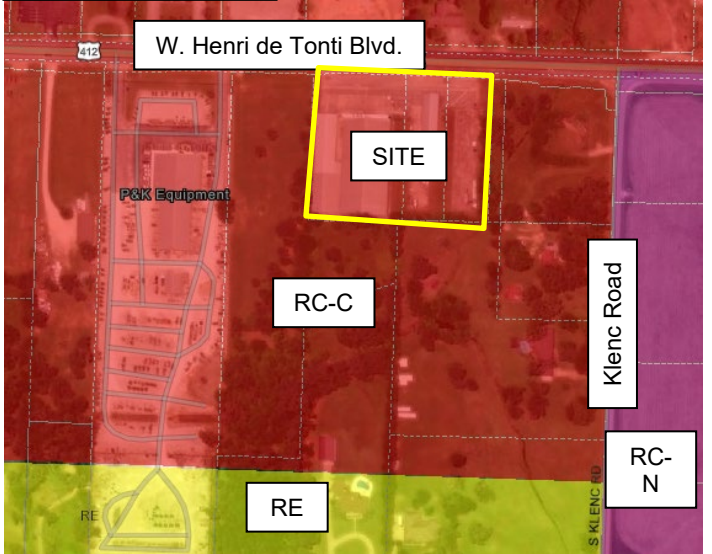 W. Henri de Tonti Blvd.
412
SITE
P&K Equipment
RC-C
Klenc Road
RC-
N
RE
RE
S KLENC RD